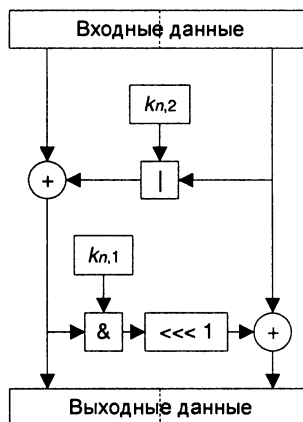 Входные данные
kn,2
+
|
kn,1
&
<<< 1
+
Выходные данные